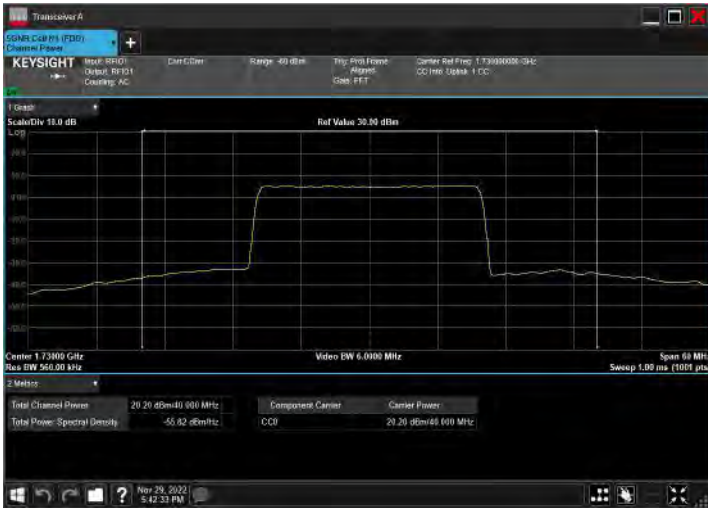 Transceiver A
5GNR Cell #1 (FDD)
Channel Power
+
KEYSIGHT
Input: RFIO1
Output: RFIO1
Coupling: AC
Range: -60 dBm
Trig: Prdl Frame
Aligned
Gate: FFT
Carrier Ref Freq: 1.730000000 GHz
CC Info: Uplink, 1 CC
1 Graph
Scale/Div 10.0 dB
Ref Value 30.00 dBm
Log
Center 1.73000 GHz
Video BW 6.0000 MHz
Span 60 MHz
Res BW 560.00 kHz
Sweep 1.00 ms (1001 pts
2 Metrics
Total Channel Power 20.20 dBm/40.000 MHz
Component Carrier Carrier Power
Total Power Spectral Density -55.82 dBm/Hz
CC0 20.20 dBm/40.000 MHz
?
Nov 29, 2022
5:42:33 PM